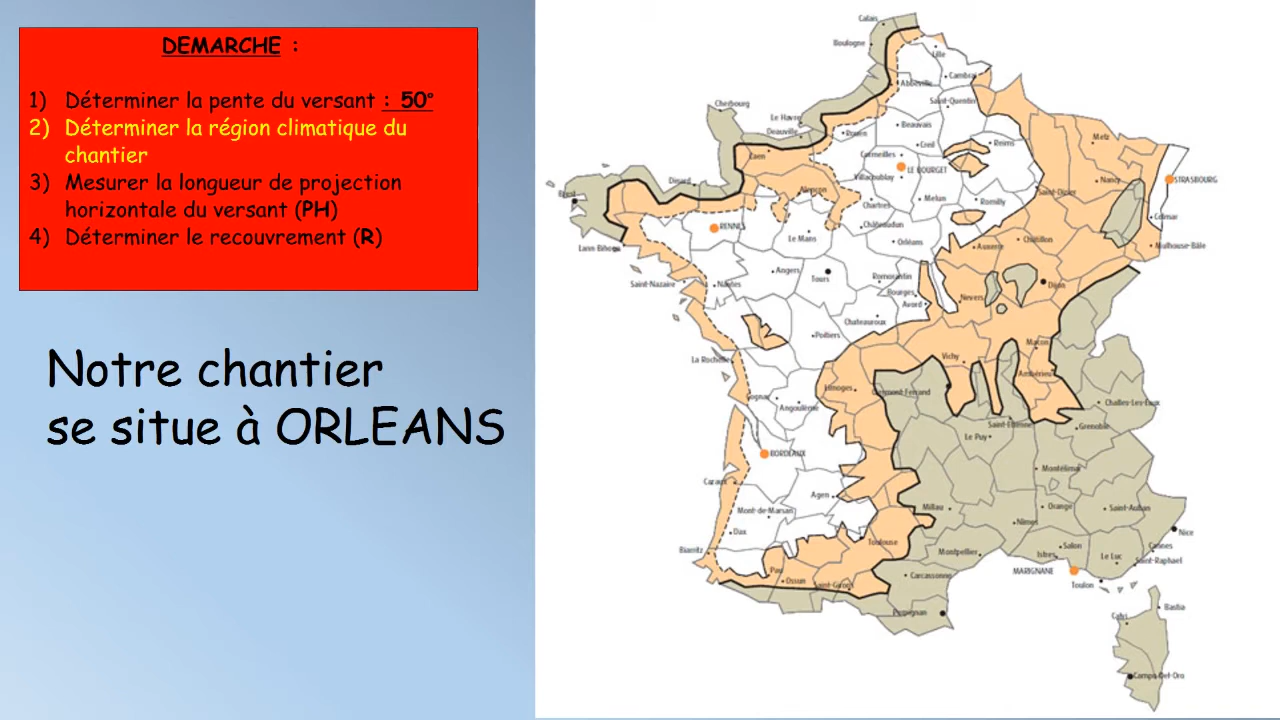 DEMARCHE :
1) Déterminer la pente du versant : 50°
2) Déterminer la région climatique du
chantier
3) Mesurer la longueur de projection
horizontale du versant (PH)
4) Déterminer le recouvrement (R)
Notre chantier
se situe à ORLEANS
Calais
Boulogne
Lille
Cambrai
Abbeville
Saint-Quentin
Cherbourg
Le Havre
Deauville
Rouen
Beauvais
Creil
Reims
Metz
Caen
Cormeilles
LE BOURGET
Villacoublay
Nancy
STRASBOURG
Dinard
Brest
Alençon
Chartres
Melun
Romilly
Saint-Dizier
Colmar
RENNES
Châteaudun
Lann Bihoué
Le Mans
Orléans
Auxerre
Châtillon
Mulhouse-Bâle
Saint-Nazaire
Nantes
Angers
Tours
Romorantin
Bourges
Avord
Nevers
Dijon
Chateauroux
Poitiers
La Rochelle
Vichy
Macon
Ambérieu
Limoges
Clermont-Ferrand
Cognac
Angoulême
Challes-Les-Eaux
Saint-Etienne
Grenoble
Le Puy
BORDEAUX
Montélimar
Cazaux
Agen
Mont-de-Marsan
Millau
Orange
Saint-Auban
Nîmes
Dax
Toulouse
Nice
Biarritz
Montpellier
Istres
Salon
Le Luc
Cannes
Saint-Raphael
Pau
Ossun
Saint-Girons
Carcassonne
MARIGNANE
Toulon
Perpignan
Bastia
Calvi
Campo Del Oro